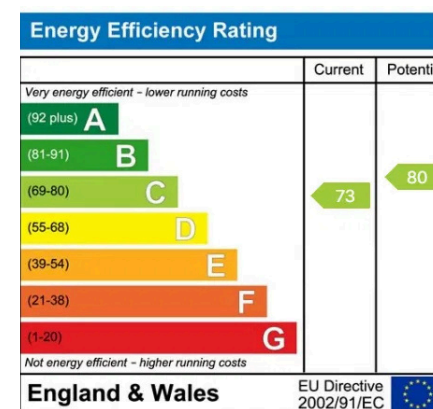 Energy Efficiency Rating
Current Potenti
Very energy efficient – lower running costs
(92 plus) A
(81-91) B
(69-80) C
(55-68) D
(39-54) E
(21-38) F
(1-20) G
73
80
Not energy efficient – higher running costs
England & Wales
EU Directive
2002/91/EC